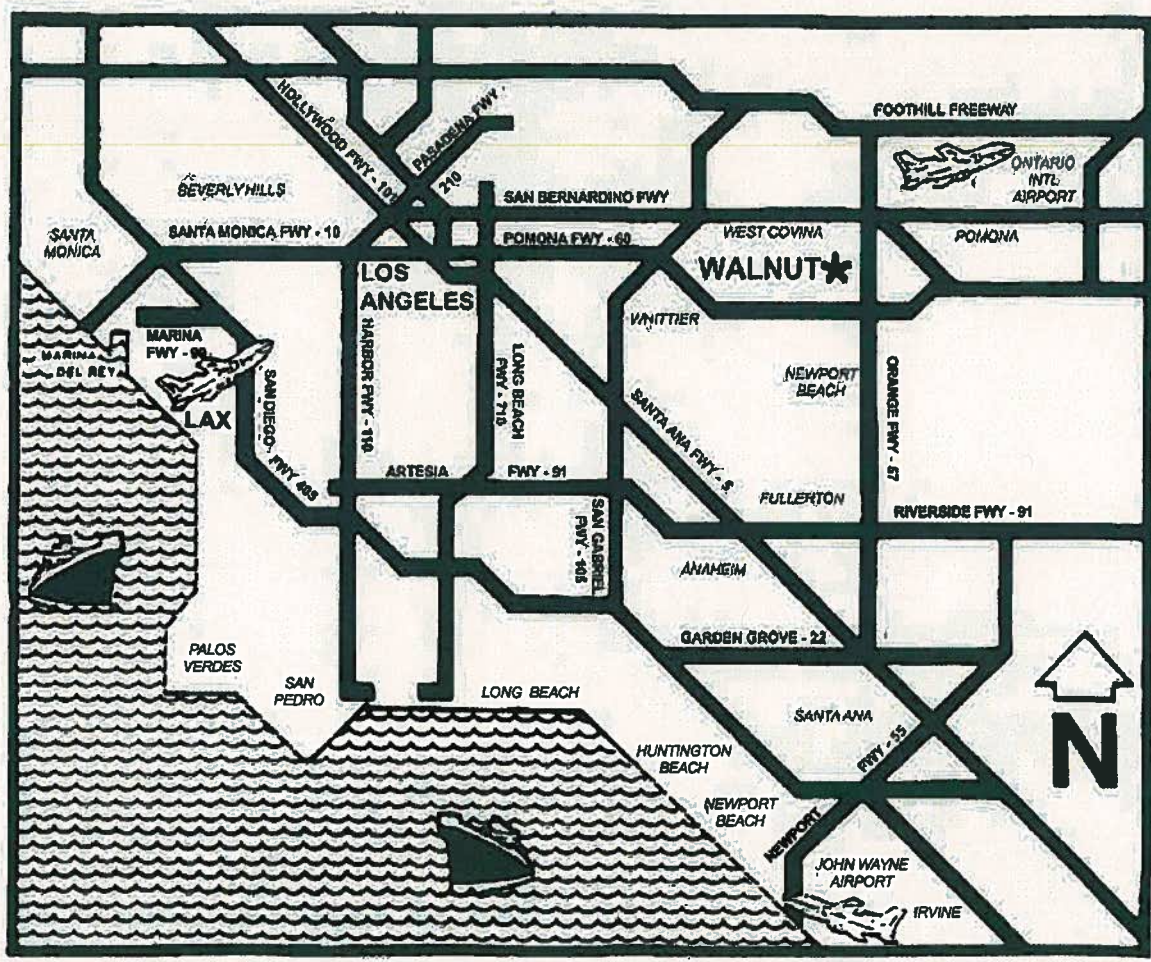 FOOTHILL FREEWAY
HOLLYWOOD FWY - 101
PASADENA FWY -
210
ONTARIO
INTL
AIRPORT
BEVERLY HILLS
SAN BERNARDINO FWY
SANTA
MONICA
SANTA MONICA FWY - 10
POMONA FWY - 60
WEST COVINA
POMONA
LOS
ANGELES
WALNUT
WHITTIER
MARINA
FWY - 90
MARINA
DEL REY
LAX
SAN DIEGO - FWY 405
HARBOR FWY - 110
LONG BEACH
FWY - 710
NEWPORT
BEACH
ORANGE FWY - 57
SANTA ANA FWY - 5
ARTESIA
FWY - 91
FULLERTON
RIVERSIDE FWY - 91
SAN GABRIEL
FWY - 105
ANAHEIM
GARDEN GROVE - 22
PALOS
VERDES
SAN
PEDRO
LONG BEACH
SANTA ANA
FWY - 55
N
HUNTINGTON
BEACH
NEWPORT
BEACH
NEWPORT
JOHN WAYNE
AIRPORT
IRVINE